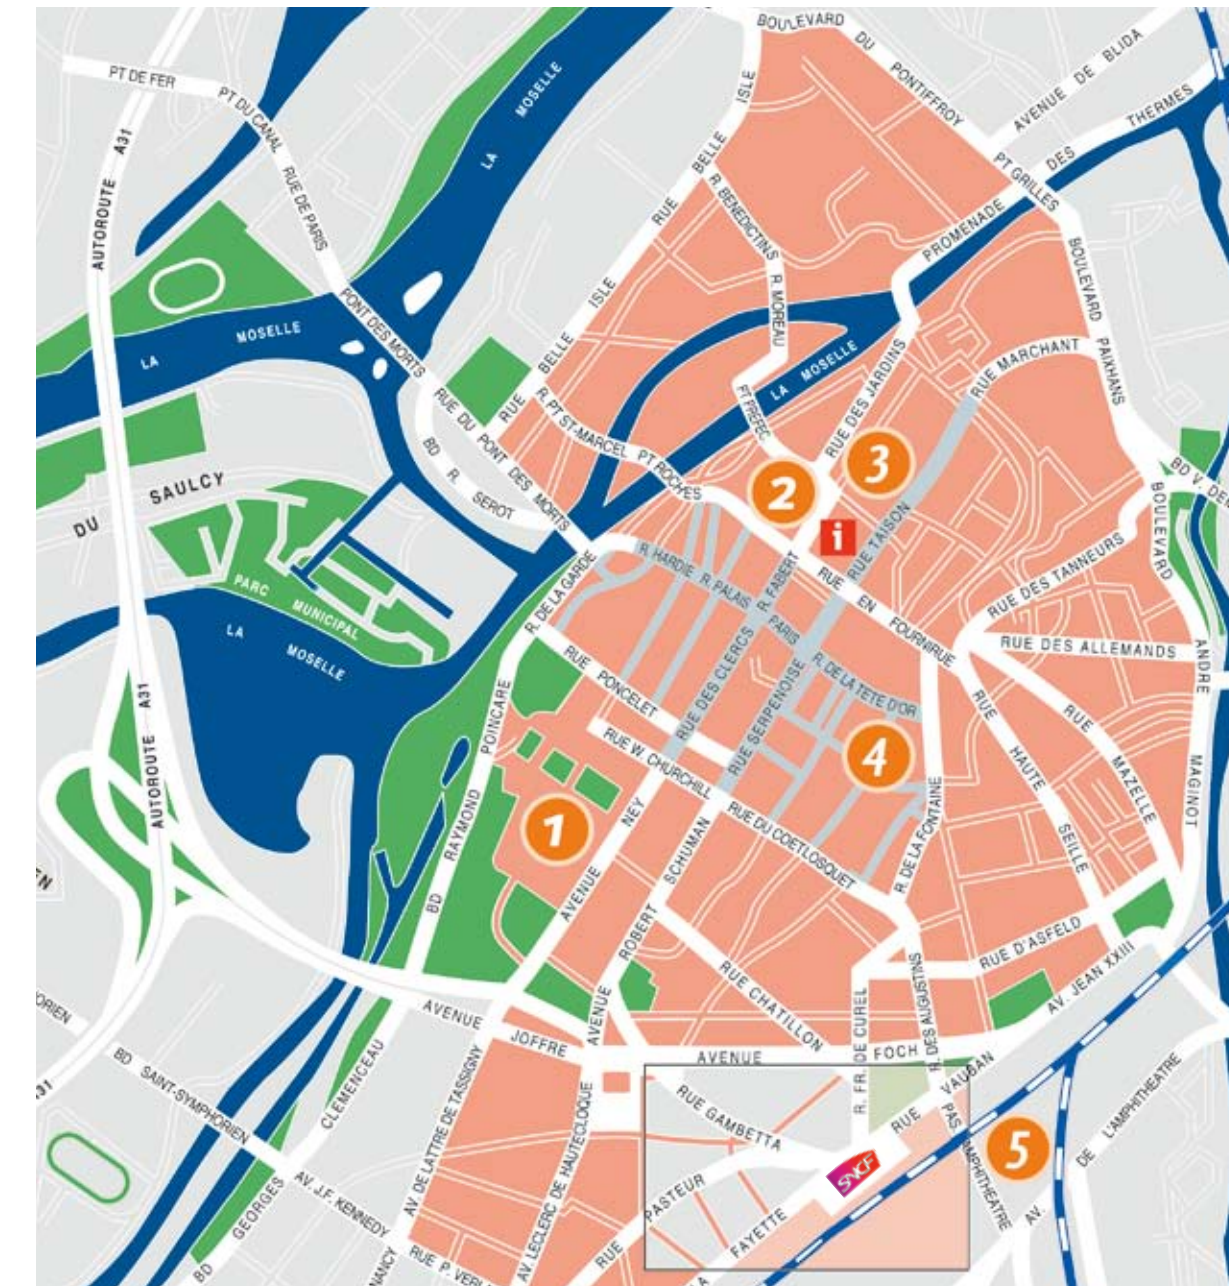 BOULEVARD DU PONTIFFROY
PT DE FER
PT DU CANAL
RUE DE PARIS
AUTOROUTE A31
LA MOSELLE
AVENUE DE BLIDA
PROMENADE DES THERMES
PT GRILLES
RUE BELLE ISLE
R. BENEDICTINS
R. MOREAU
BOULEVARD PAIXHANS
LA MOSELLE
PONT DES MORTS
RUE BELLE ISLE
LA MOSELLE
PT PREFEC.
RUE DES JARDINS
RUE MARCHANT
RUE DU PONT DES MORTS
R. PT ST-MARCEL
PT ROCHES
BD R. SEROT
DU SAULCY
3
2
i
RUE TAISON
BOULEVARD ANDRE MAGINOT
PARC MUNICIPAL
LA MOSELLE
R. DE LA GARDE
R. HARDIE
R. PALAIS
PARIS
R. FABERT
RUE EN FOURNIRUE
RUE DES TANNEURS
RUE DES ALLEMANDS
RUE PONCELET
RUE DES CLERCS
RUE SERPENOISE
R. DE LA TETE D'OR
RUE HAUTE SEILLE
RUE MAZELLE
AUTOROUTE A31
BD RAYMOND POINCARE
RUE W. CHURCHILL
4
1
AVENUE NEY
AVENUE ROBERT SCHUMAN
RUE DU COETLOSQUET
R. DE LA FONTAINE
RUE D'ASFELD
AV. JEAN XXIII
RUE CHATILLON
R. FR. DE CUREL
R. DES AUGUSTINS
AVENUE JOFFRE
AVENUE FOCH
RUE VAUBAN
BD SAINT-SYMPHORIEN
BD GEORGES CLEMENCEAU
AV. DE LATTRE DE TASSIGNY
AV. LECLERC DE HAUTECLOQUE
RUE GAMBETTA
PAS. AMPHITHEATRE
5
AV. DE L'AMPHITHEATRE
SNCF
RUE PASTEUR
FAYETTE
AV. J.F. KENNEDY
RUE P.
NANCY